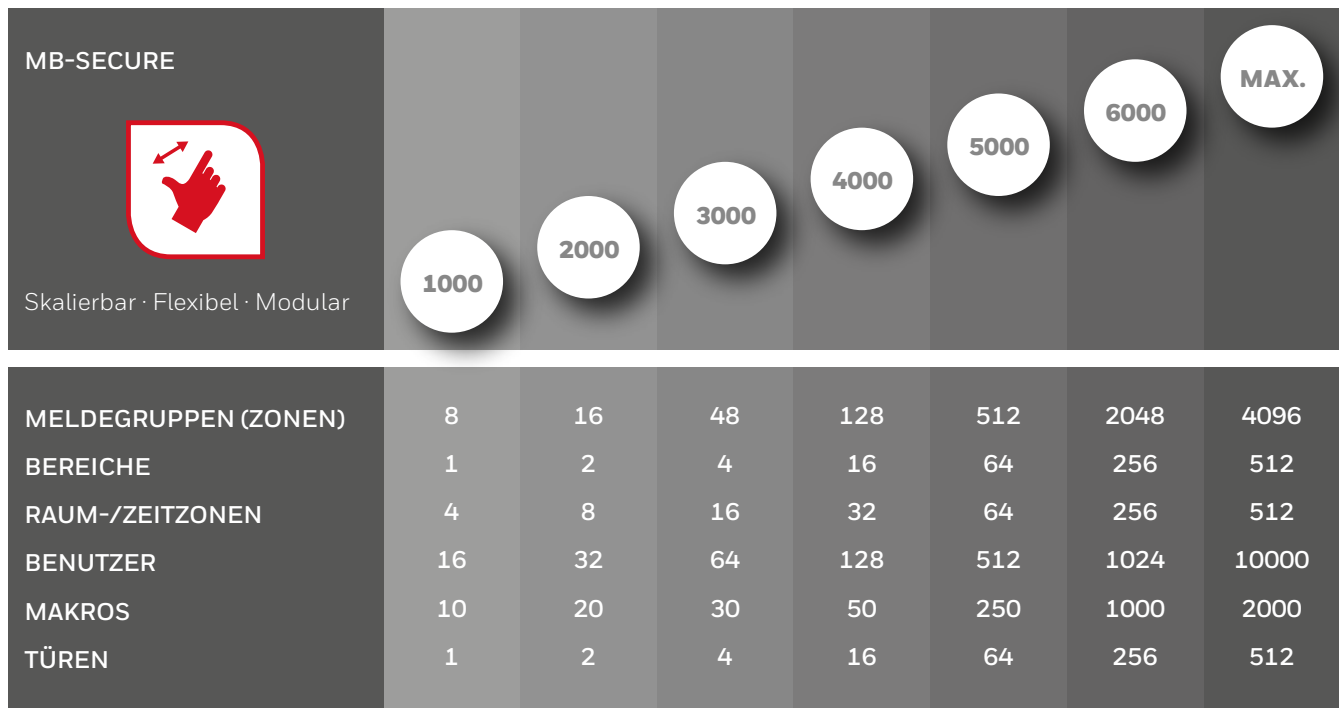 MB-SECURE
Skalierbar · Flexibel · Modular
1000
2000
3000
4000
5000
6000
MAX.
MELDEGRUPPEN (ZONEN) 8 16 48 128 512 2048 4096
BEREICHE 1 2 4 16 64 256 512
RAUM-/ZEITZONEN 4 8 16 32 64 256 512
BENUTZER 16 32 64 128 512 1024 10000
MAKROS 10 20 30 50 250 1000 2000
TÜREN 1 2 4 16 64 256 512